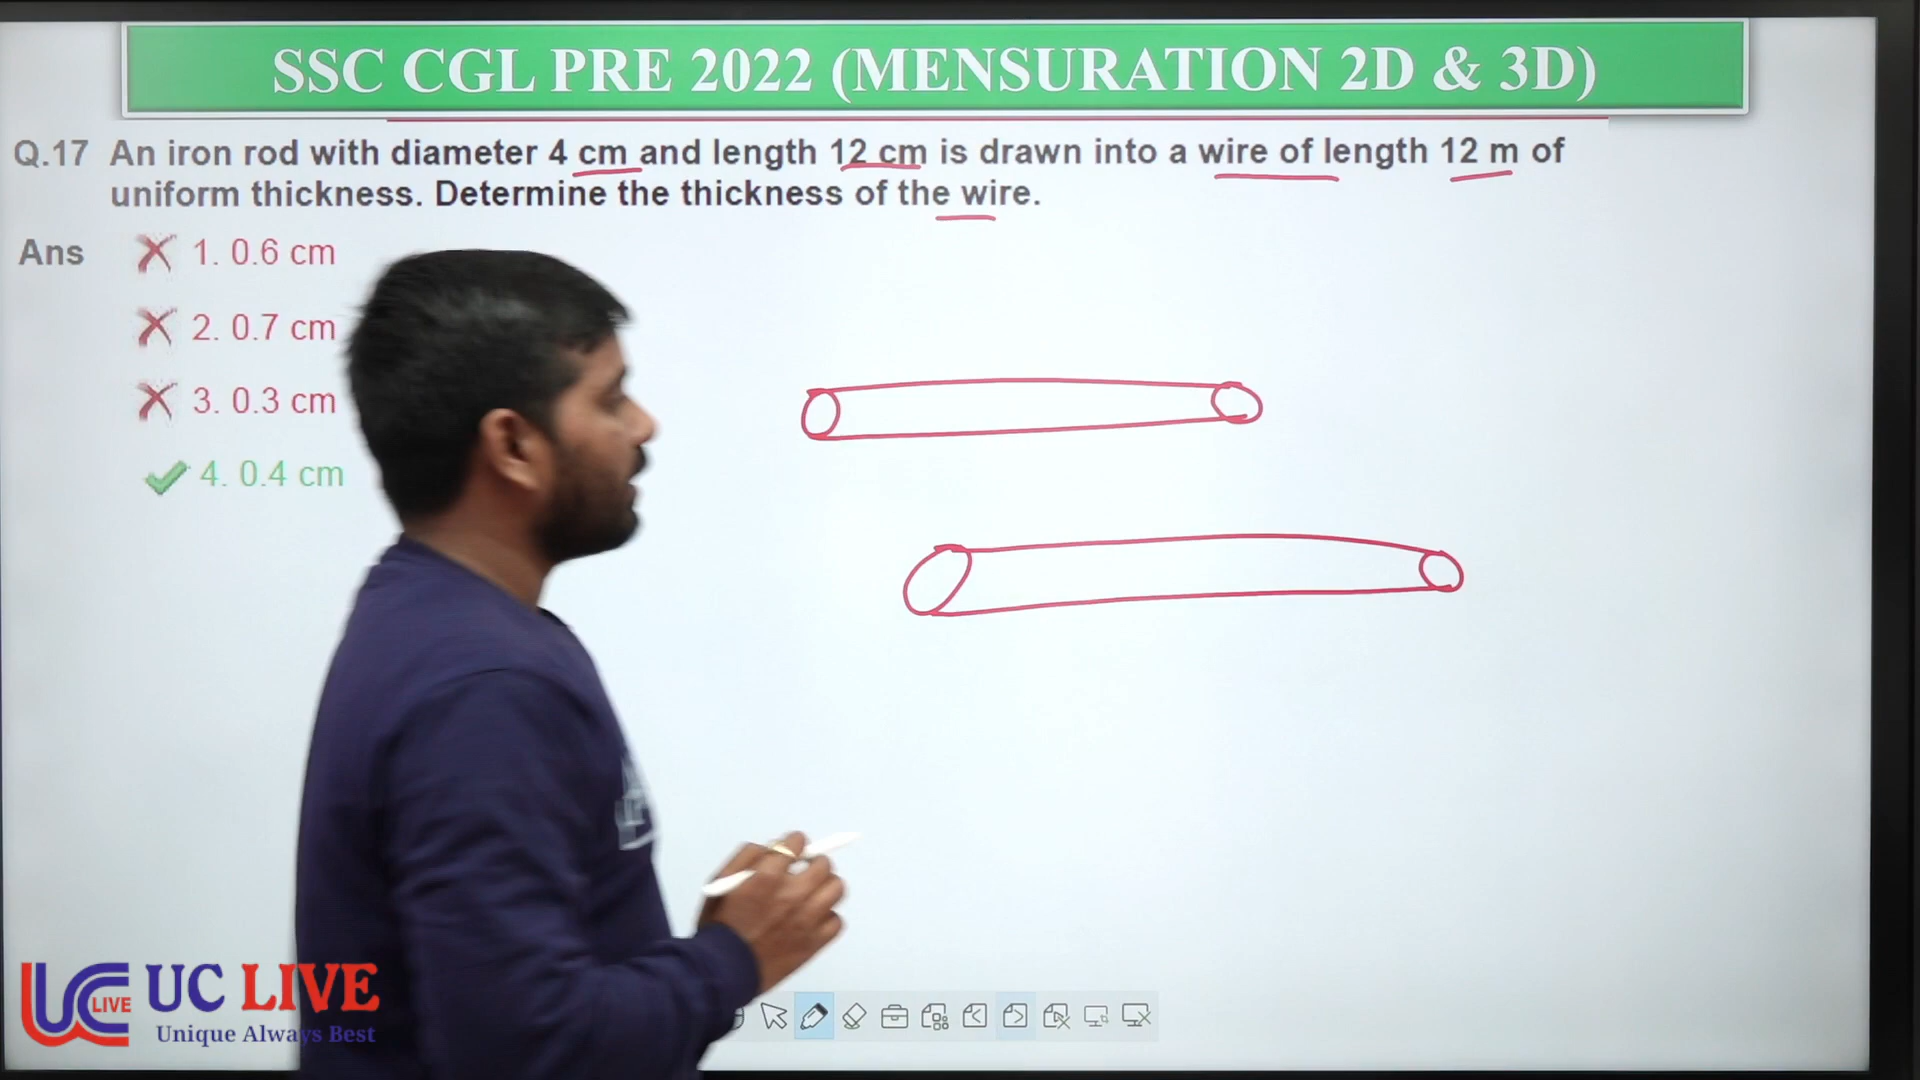 SSC CGL PRE 2022 (MENSURATION 2D & 3D)
Q.17 An iron rod with diameter 4 cm and length 12 cm is drawn into a wire of length 12 m of
uniform thickness. Determine the thickness of the wire.
Ans 1. 0.6 cm
2. 0.7 cm
3. 0.3 cm
4. 0.4 cm
LIVE UC LIVE
Unique Always Best